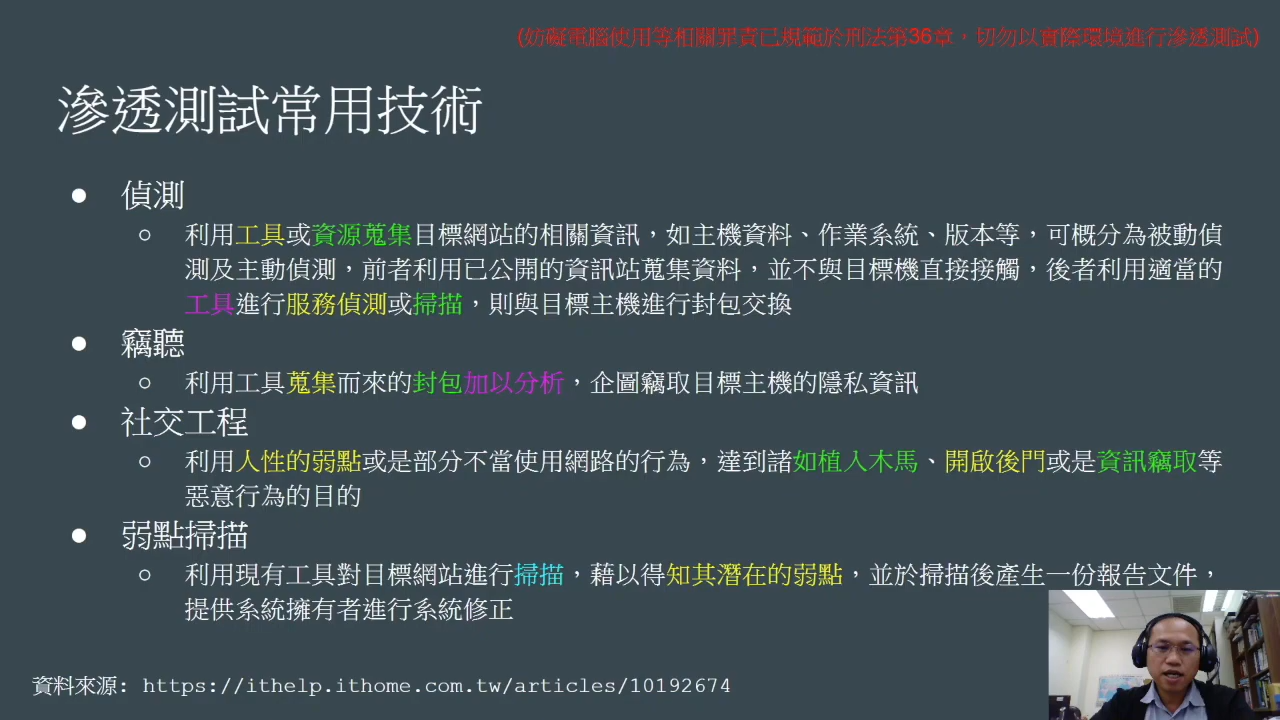 (妨礙電腦使用等相關罪責已規範於刑法第36章，切勿以實際環境進行滲透測試)
滲透測試常用技術
● 偵測
○ 利用工具或資源蒐集目標網站的相關資訊，如主機資料、作業系統、版本等，可概分為被動偵
測及主動偵測，前者利用已公開的資訊站蒐集資料，並不與目標機直接接觸，後者利用適當的
工具進行服務偵測或掃描，則與目標主機進行封包交換
● 竊聽
○ 利用工具蒐集而來的封包加以分析，企圖竊取目標主機的隱私資訊
● 社交工程
○ 利用人性的弱點或是部分不當使用網路的行為，達到諸如植入木馬、開啟後門或是資訊竊取等
惡意行為的目的
● 弱點掃描
○ 利用現有工具對目標網站進行掃描，藉以得知其潛在的弱點，並於掃描後產生一份報告文件，
提供系統擁有者進行系統修正
資料來源: https://ithelp.ithome.com.tw/articles/10192674